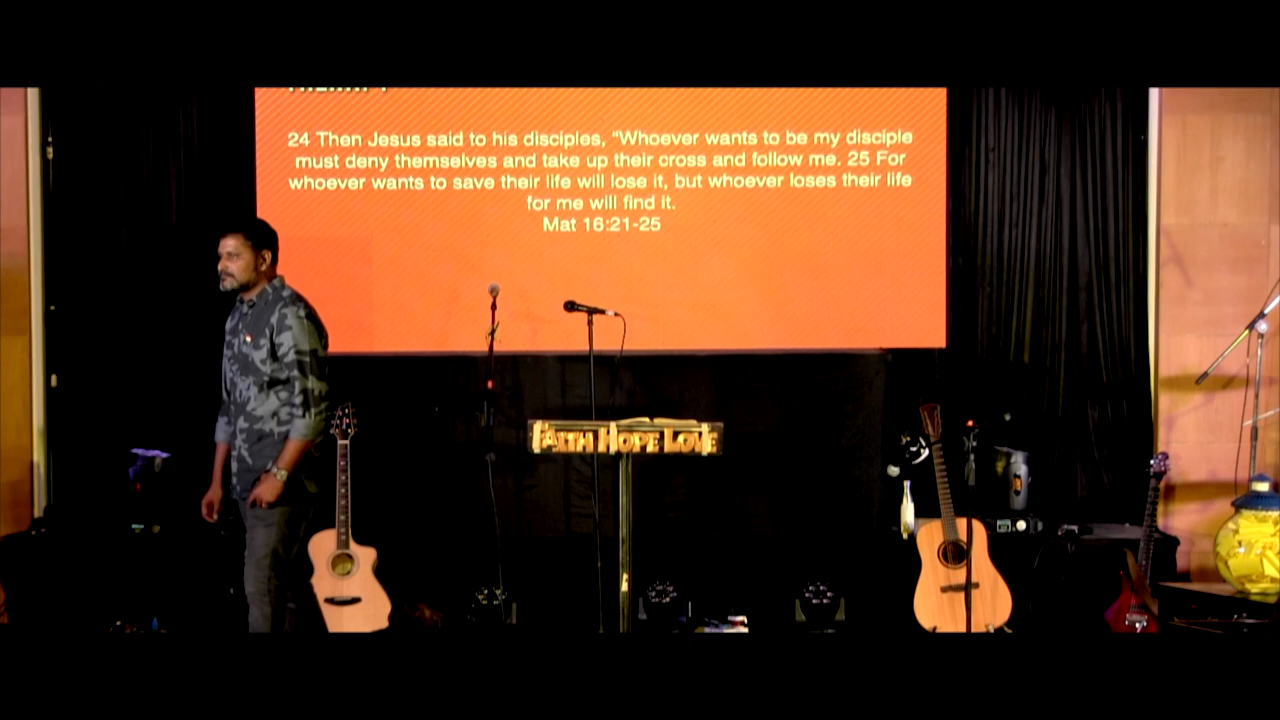 24 Then Jesus said to his disciples, "Whoever wants to be my disciple
must deny themselves and take up their cross and follow me. 25 For
whoever wants to save their life will lose it, but whoever loses their life
for me will find it.
Mat 16:21-25
FAITH HOPE LOVE